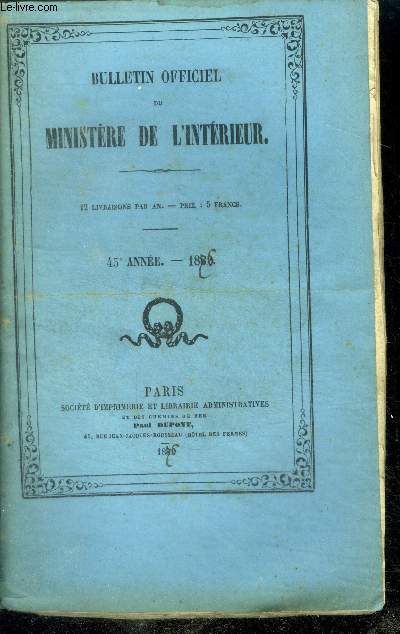 Le-livre.com
BULLETIN OFFICIEL
DU
MINISTÈRE DE L'INTÉRIEUR.
12 LIVRAISONS PAR AN. — PRIX : 5 FRANCS.
45e ANNÉE. —
PARIS
SOCIÉTÉ D'IMPRIMERIE ET LIBRAIRIE ADMINISTRATIVES
ET DES CHEMINS DE FER
Paul DUPONT,
41, RUE JEAN-JACQUES-ROUSSEAU (HÔTEL DES FERMES)